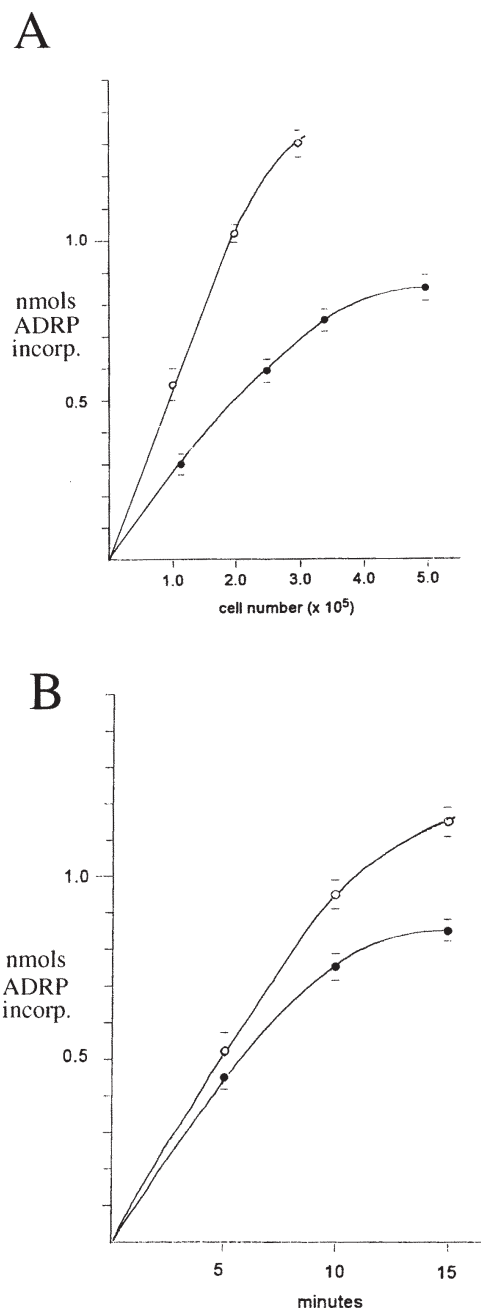 A
1.0
nmols
ADRP
incorp.
0.5
1.0 2.0 3.0 4.0 5.0
cell number (x 10⁵)
B
1.0
nmols
ADRP
incorp.
0.5
5 10 15
minutes